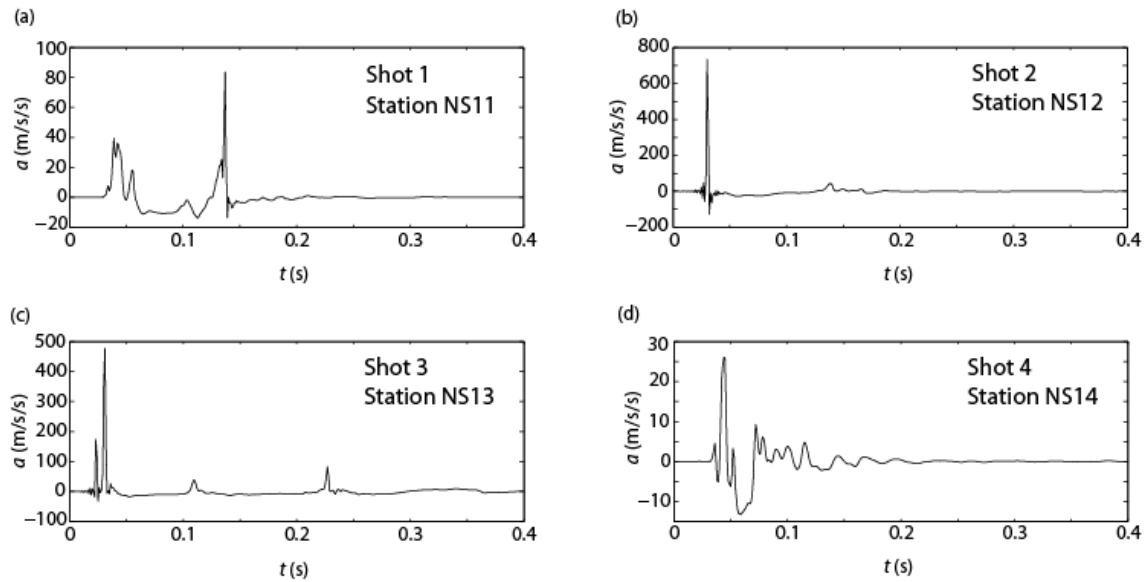 (a)
100
80
60
40
20
0
−20
a (m/s/s)
Shot 1
Station NS11
0 0.1 0.2 0.3 0.4
t (s)
(b)
800
600
400
200
0
−200
a (m/s/s)
Shot 2
Station NS12
0 0.1 0.2 0.3 0.4
t (s)
(c)
500
400
300
200
100
0
−100
a (m/s/s)
Shot 3
Station NS13
0 0.1 0.2 0.3 0.4
t (s)
(d)
30
20
10
0
−10
a (m/s/s)
Shot 4
Station NS14
0 0.1 0.2 0.3 0.4
t (s)